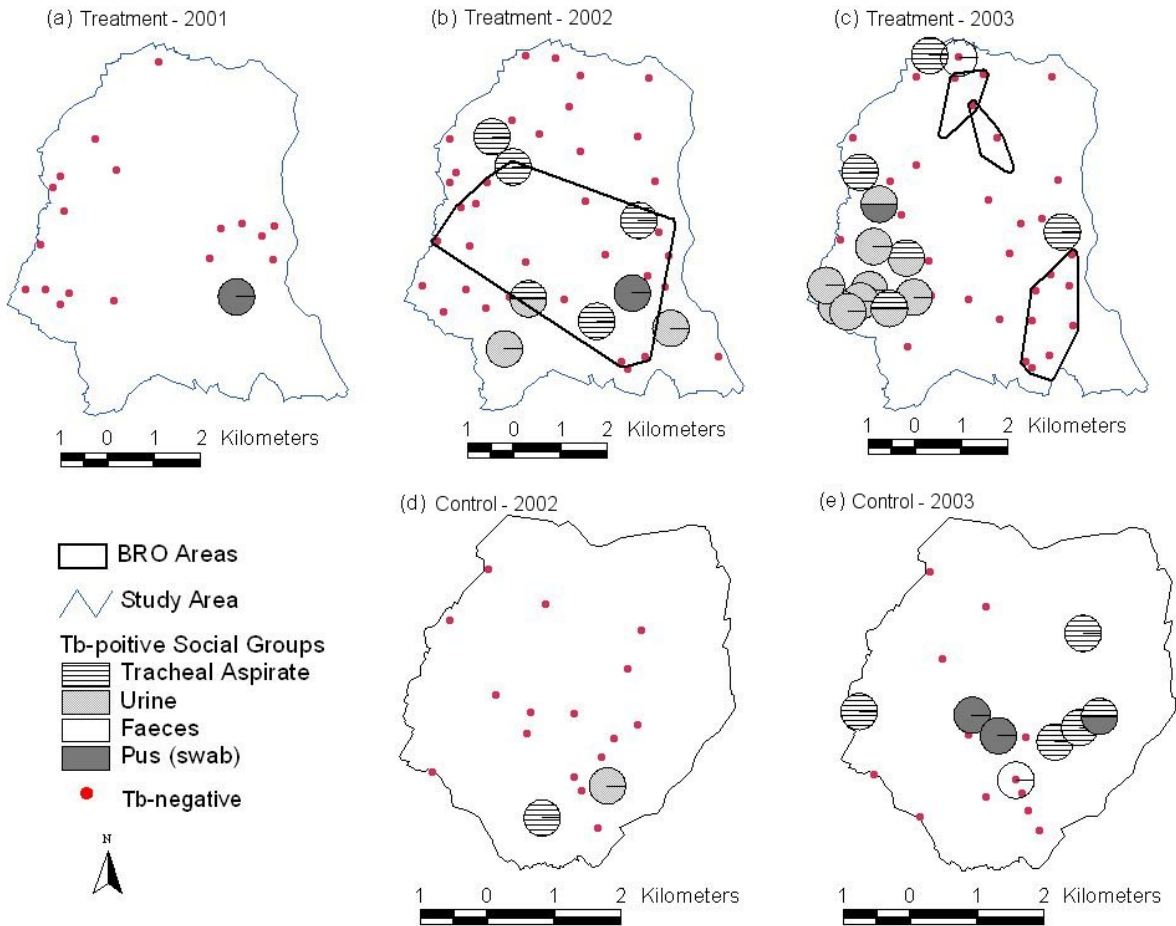 (a) Treatment - 2001
(b) Treatment - 2002
(c) Treatment - 2003
1 0 1 2 Kilometers
1 0 1 2 Kilometers
1 0 1 2 Kilometers
(d) Control - 2002
(e) Control - 2003
BRO Areas
Study Area
Tb-poitive Social Groups
Tracheal Aspirate
Urine
Faeces
Pus (swab)
Tb-negative
N
1 0 1 2 Kilometers
1 0 1 2 Kilometers